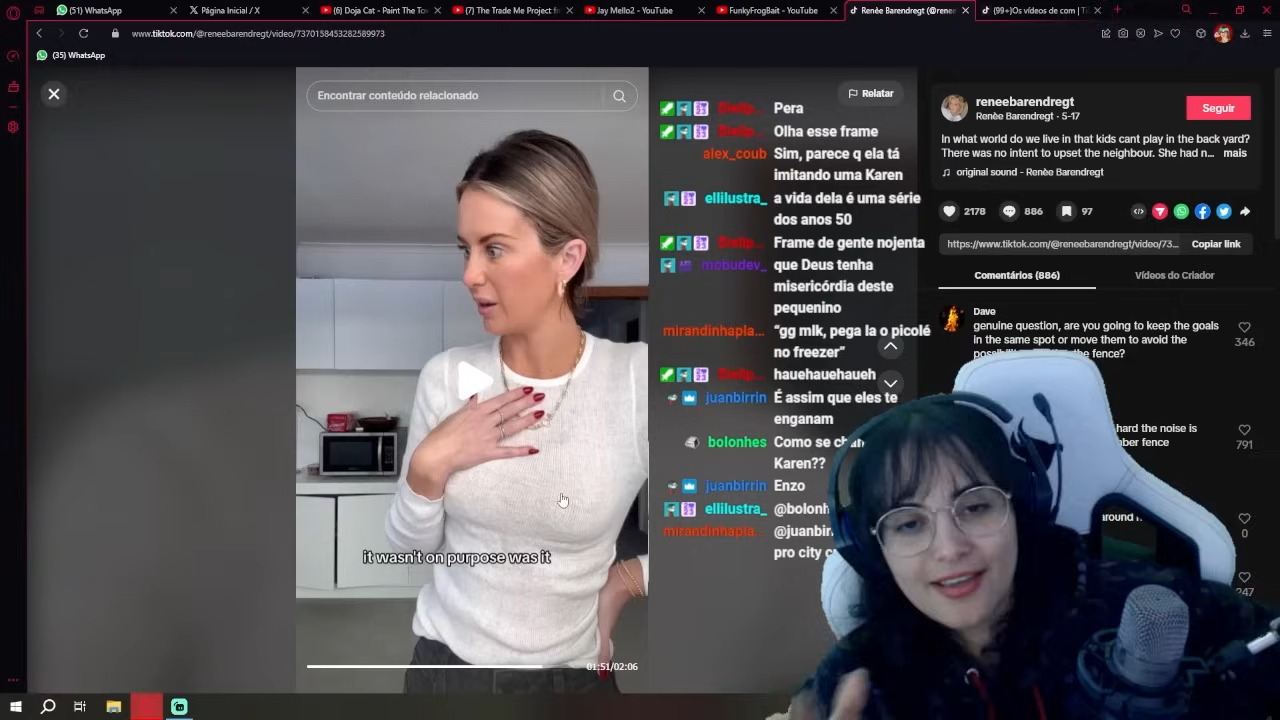 (51) WhatsApp
Página Inicial / X
(6) Doja Cat - Paint The To
(7) The Trade Me Project f
Jay Mello2 - YouTube
FunkyFrogBait - YouTube
Renèe Barendregt (@rene
(99+)Os vídeos de com | Ti
www.tiktok.com/@reneebarendregt/video/7370158453282589973
(35) WhatsApp
Encontrar conteúdo relacionado
it wasn't on purpose was it
01:51/02:06
Relatar
Pera
Olha esse frame
alex_coub Sim, parece q ela tá
imitando uma Karen
ellilustra_ a vida dela é uma série
dos anos 50
Frame de gente nojenta
mobudev_ que Deus tenha
misericórdia deste
pequenino
mirandinhapla... “gg mlk, pega la o picolé
no freezer”
hauehauehaueh
juanbirrin É assim que eles te
enganam
bolonhes Como se
Karen??
juanbirrin Enzo
ellilustra_ @bolonh
mirandinhapla... @juanbir
pro city
reneebarendregt
Renèe Barendregt · 5-17
Seguir
In what world do we live in that kids cant play in the back yard?
There was no intent to upset the neighbour. She had n... mais
original sound - Renèe Barendregt
2178
886
97
https://www.tiktok.com/@reneebarendregt/video/73...
Copiar link
Comentários (886)
Vídeos do Criador
Dave
genuine question, are you going to keep the goals
in the same spot or move them to avoid the
the fence?
346
hard the noise is
ber fence
791
around
0
247